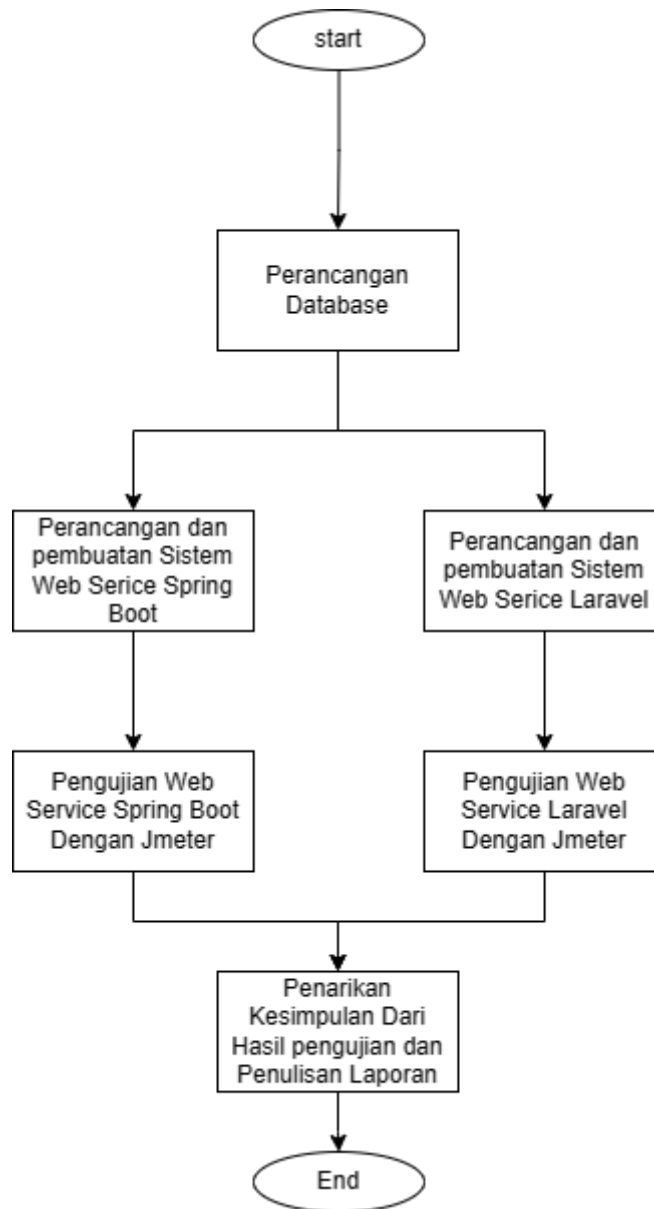 start
Perancangan
Database
Perancangan dan
pembuatan Sistem
Web Serice Spring
Boot
Perancangan dan
pembuatan Sistem
Web Serice Laravel
Pengujian Web
Service Spring Boot
Dengan Jmeter
Pengujian Web
Service Laravel
Dengan Jmeter
Penarikan
Kesimpulan Dari
Hasil pengujian dan
Penulisan Laporan
End